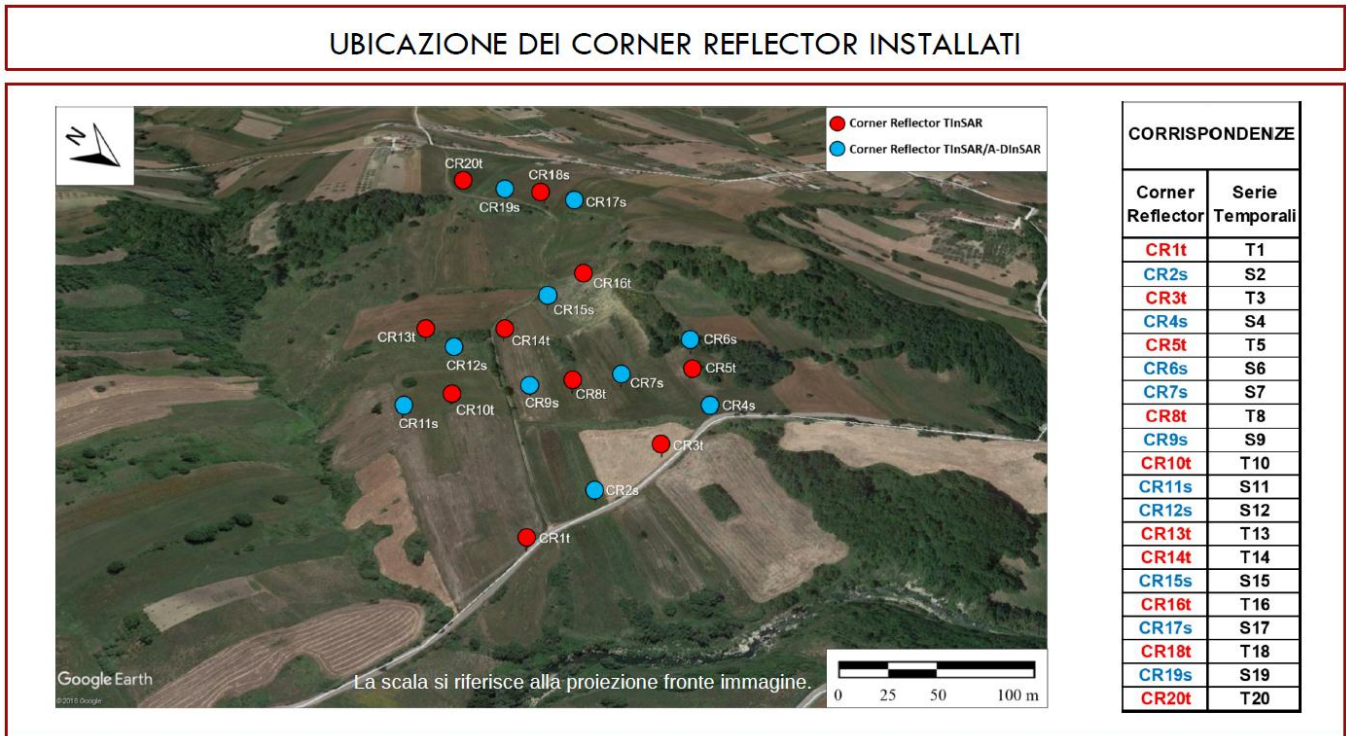 UBICAZIONE DEI CORNER REFLECTOR INSTALLATI
N
Corner Reflector TInSAR
Corner Reflector TInSAR/A-DInSAR
CR20t
CR18s
CR19s
CR17s
CR16t
CR15s
CR13t
CR14t
CR6s
CR12s
CR5t
CR7s
CR8t
CR9s
CR10t
CR4s
CR11s
CR3t
CR2s
CR1t
Google Earth
©2018 Google
La scala si riferisce alla proiezione fronte immagine.
0 25 50 100 m
CORRISPONDENZE
Corner Reflector Serie Temporali
CR1t T1
CR2s S2
CR3t T3
CR4s S4
CR5t T5
CR6s S6
CR7s S7
CR8t T8
CR9s S9
CR10t T10
CR11s S11
CR12s S12
CR13t T13
CR14t T14
CR15s S15
CR16t T16
CR17s S17
CR18t T18
CR19s S19
CR20t T20